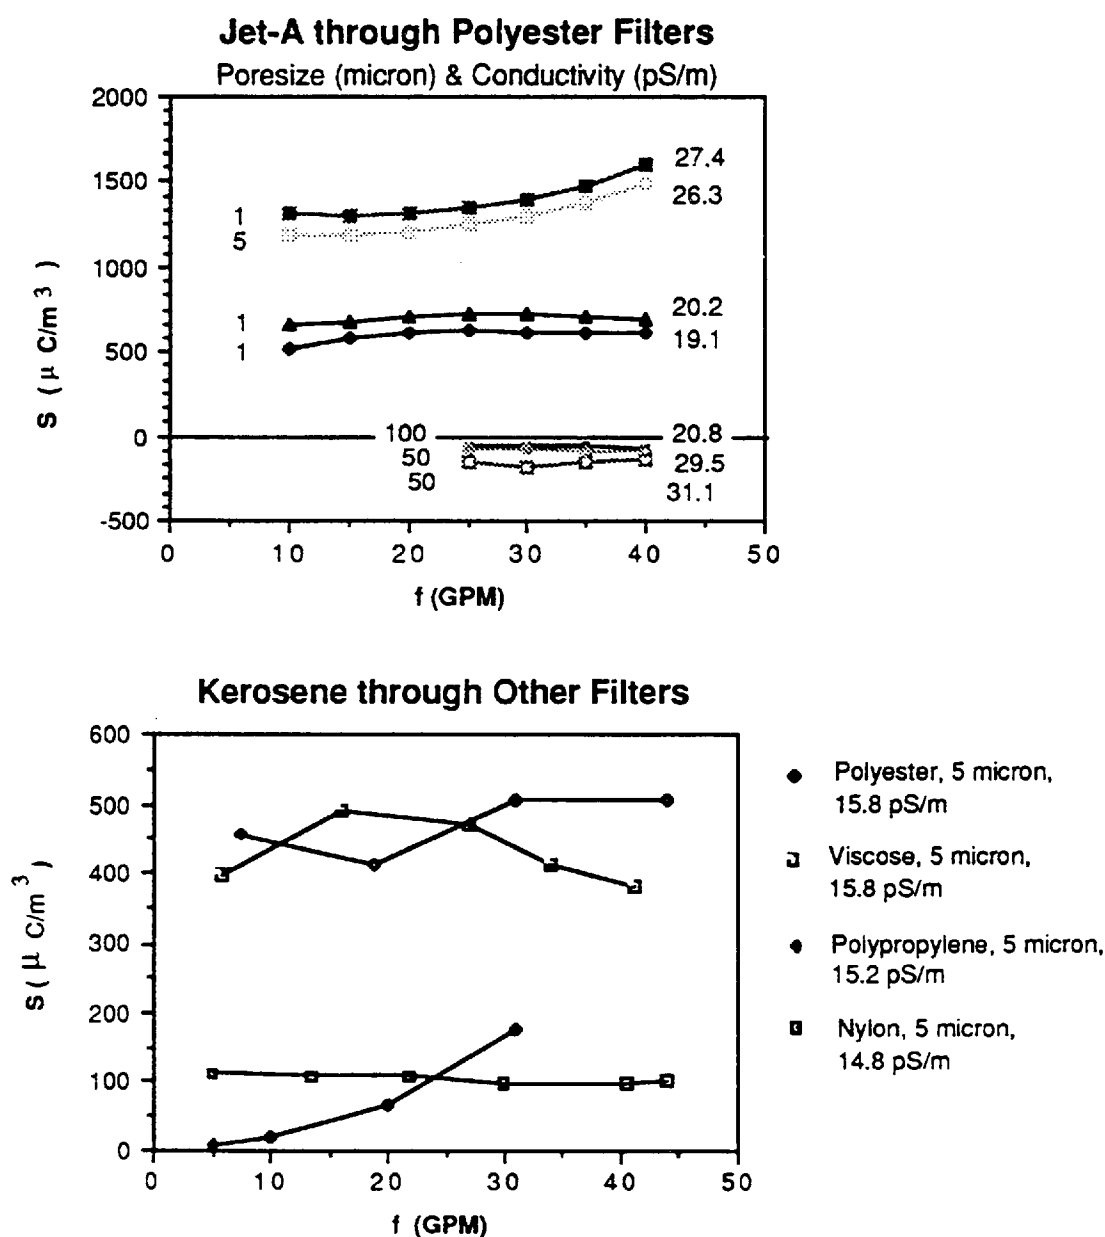 Jet-A through Polyester Filters
Poresize (micron) & Conductivity (pS/m)
2000
1500
1000
500
0
-500
S (μ C/m³)
1
5
1
1
100
50
50
27.4
26.3
20.2
19.1
20.8
29.5
31.1
0 10 20 30 40 50
f (GPM)
Kerosene through Other Filters
600
500
400
300
200
100
0
S (μ C/m³)
0 10 20 30 40 50
f (GPM)
Polyester, 5 micron,
15.8 pS/m
Viscose, 5 micron,
15.8 pS/m
Polypropylene, 5 micron,
15.2 pS/m
Nylon, 5 micron,
14.8 pS/m